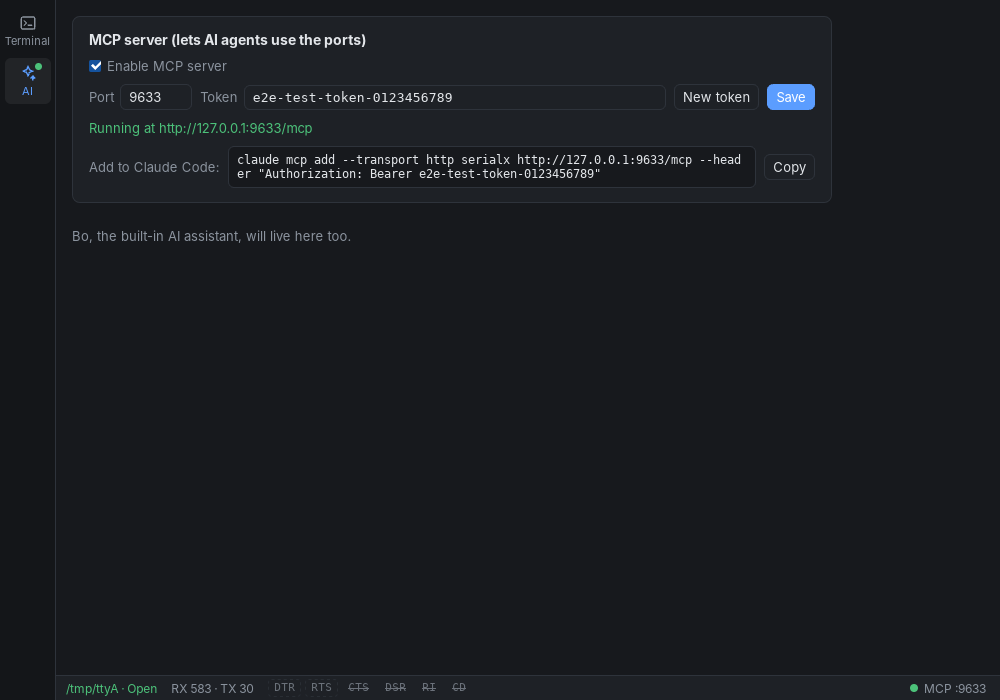 Terminal
AI
MCP server (lets AI agents use the ports)
Enable MCP server
Port 9633 Token e2e-test-token-0123456789 New token Save
Running at http://127.0.0.1:9633/mcp
Add to Claude Code: claude mcp add --transport http serialx http://127.0.0.1:9633/mcp --head
er "Authorization: Bearer e2e-test-token-0123456789" Copy
Bo, the built-in AI assistant, will live here too.
/tmp/ttyA · Open RX 583 · TX 30 DTR RTS CTS DSR RI CD MCP :9633